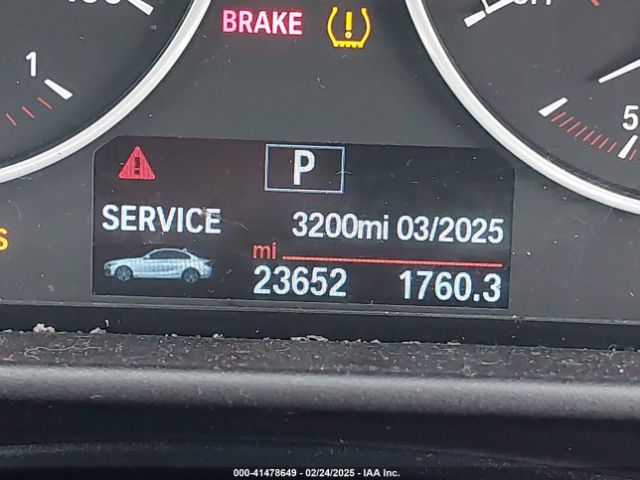 BRAKE
1
P
SERVICE 3200mi 03/2025
mi
23652 1760.3
5
000-41478649 - 02/24/2025 - IAA Inc.